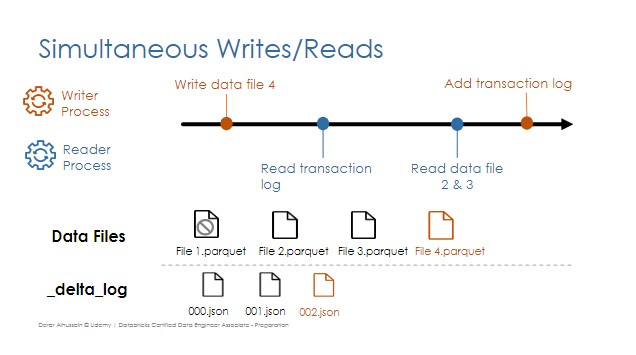 Simultaneous Writes/Reads
Write data file 4
Add transaction log
Writer
Process
Reader
Process
Read transaction
log
Read data file
2 & 3
Data Files
File 1.parquet
File 2.parquet
File 3.parquet
File 4.parquet
_delta_log
000.json
001.json
002.json
Derar Alhussein © Udemy | Databricks Certified Data Engineer Associate - Preparation